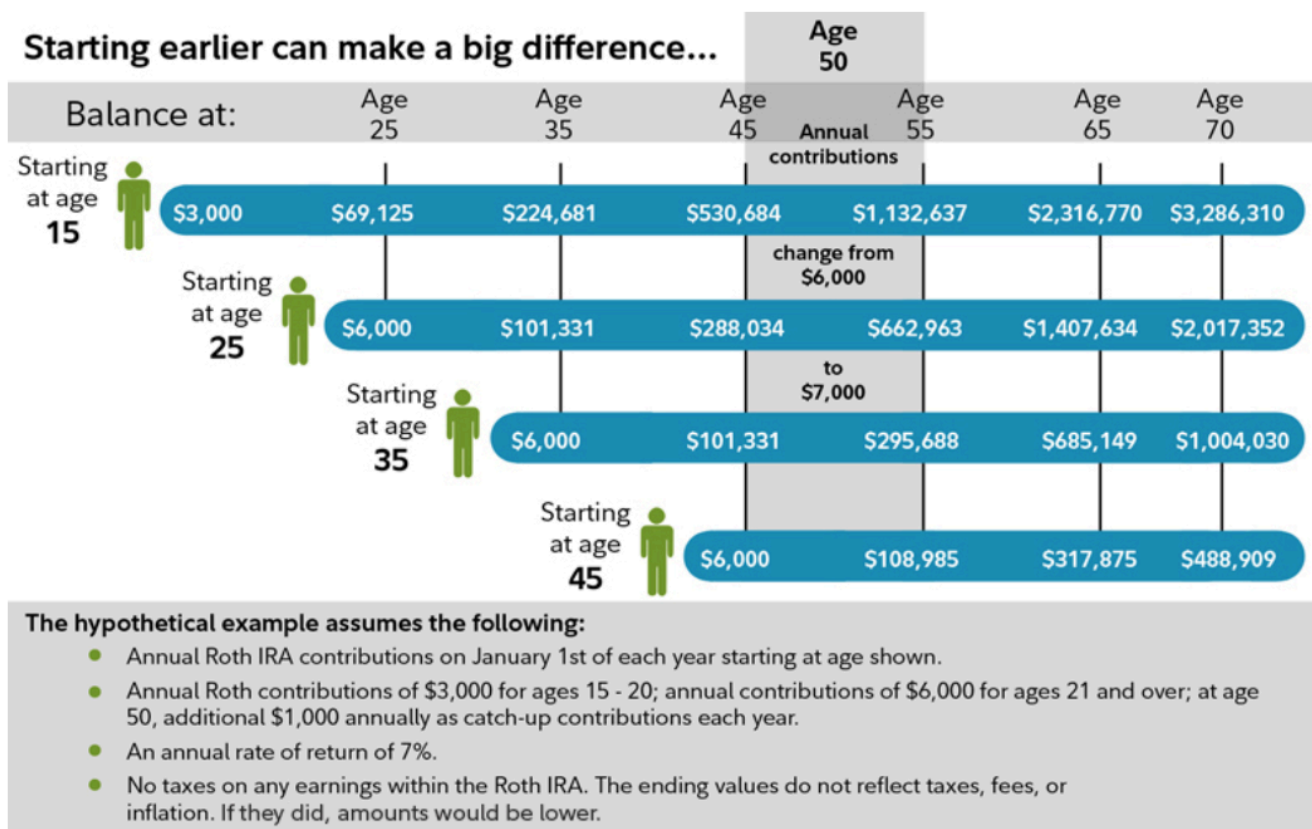 Starting earlier can make a big difference...
Age
50
Balance at:
Age
25
Age
35
Age
45
Age
55
Age
65
Age
70
Annual
contributions
Starting
at age
15
$3,000
$69,125
$224,681
$530,684
$1,132,637
$2,316,770
$3,286,310
change from
$6,000
Starting
at age
25
$6,000
$101,331
$288,034
$662,963
$1,407,634
$2,017,352
to
$7,000
Starting
at age
35
$6,000
$101,331
$295,688
$685,149
$1,004,030
Starting
at age
45
$6,000
$108,985
$317,875
$488,909
The hypothetical example assumes the following:
Annual Roth IRA contributions on January 1st of each year starting at age shown.
Annual Roth contributions of $3,000 for ages 15 - 20; annual contributions of $6,000 for ages 21 and over; at age
50, additional $1,000 annually as catch-up contributions each year.
An annual rate of return of 7%.
No taxes on any earnings within the Roth IRA. The ending values do not reflect taxes, fees, or
inflation. If they did, amounts would be lower.